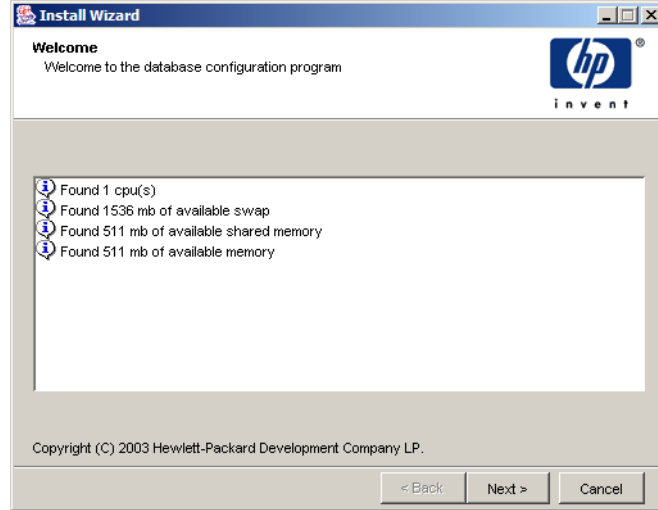 Install Wizard
Welcome
Welcome to the database configuration program
hp
®
invent
Found 1 cpu(s)
Found 1536 mb of available swap
Found 511 mb of available shared memory
Found 511 mb of available memory
Copyright (C) 2003 Hewlett-Packard Development Company LP.
< Back Next > Cancel